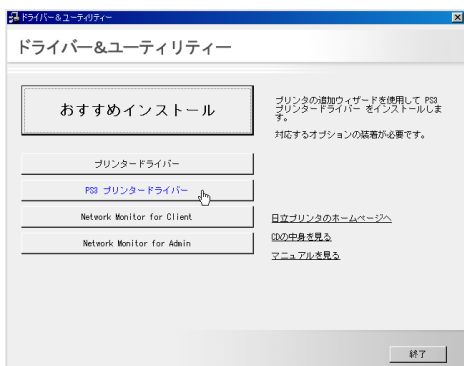 ドライバー&ユーティリティー
ドライバー&ユーティリティー
おすすめインストール
プリンタの追加ウィザードを使用して PS3
プリンタードライバー をインストールしま
す。
対応するオプションの装着が必要です。
プリンタードライバー
PS3 プリンタードライバー
Network Monitor for Client
Network Monitor for Admin
日立プリンタのホームページへ
CDの中身を見る
マニュアルを見る
終了